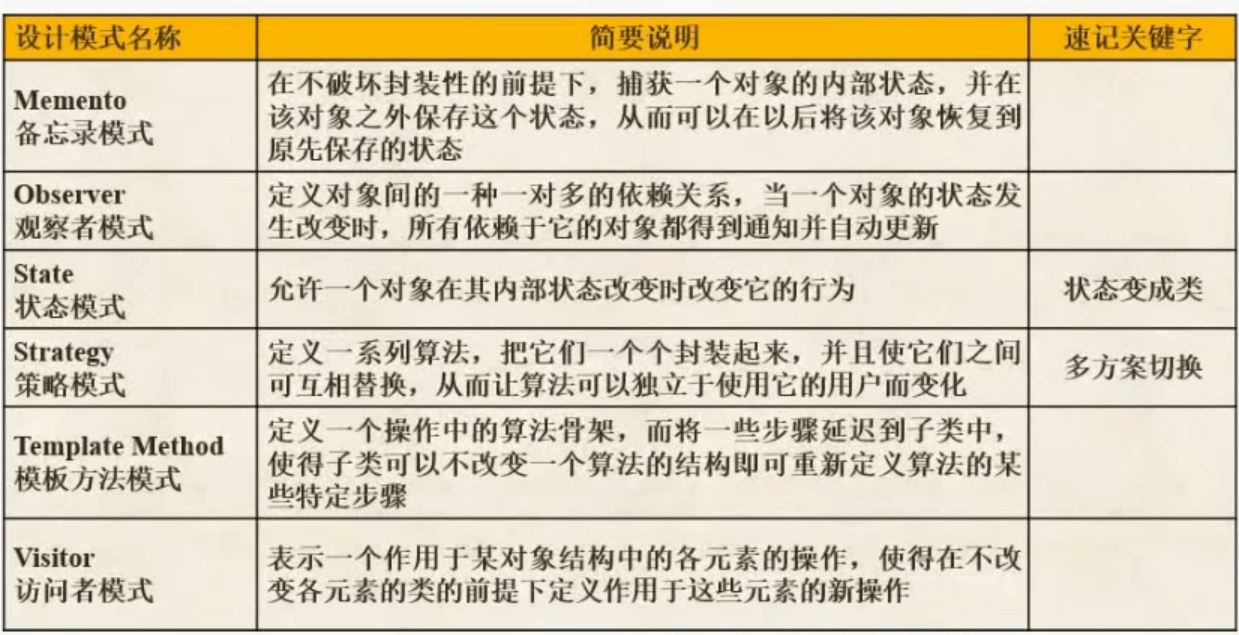 设计模式名称 简要说明 速记关键字
Memento
备忘录模式
在不破坏封装性的前提下，捕获一个对象的内部状态，并在
该对象之外保存这个状态，从而可以在以后将该对象恢复到
原先保存的状态
Observer
观察者模式
定义对象间的一种一对多的依赖关系，当一个对象的状态发
生改变时，所有依赖于它的对象都得到通知并自动更新
State
状态模式
允许一个对象在其内部状态改变时改变它的行为
状态变成类
Strategy
策略模式
定义一系列算法，把它们一个个封装起来，并且使它们之间
可互相替换，从而让算法可以独立于使用它的用户而变化
多方案切换
Template Method
模板方法模式
定义一个操作中的算法骨架，而将一些步骤延迟到子类中，
使得子类可以不改变一个算法的结构即可重新定义算法的某
些特定步骤
Visitor
访问者模式
表示一个作用于某对象结构中的各元素的操作，使得在不改
变各元素的类的前提下定义作用于这些元素的新操作